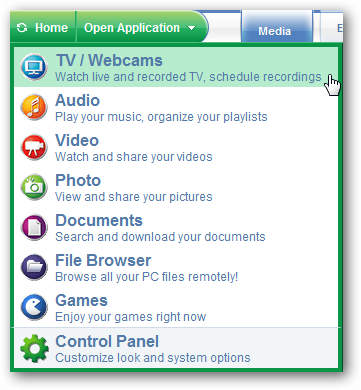 Home
Open Application
Media
TV / Webcams
Watch live and recorded TV, schedule recordings
Audio
Play your music, organize your playlists
Video
Watch and share your videos
Photo
View and share your pictures
Documents
Search and download your documents
File Browser
Browse all your PC files remotely!
Games
Enjoy your games right now
Control Panel
Customize look and system options